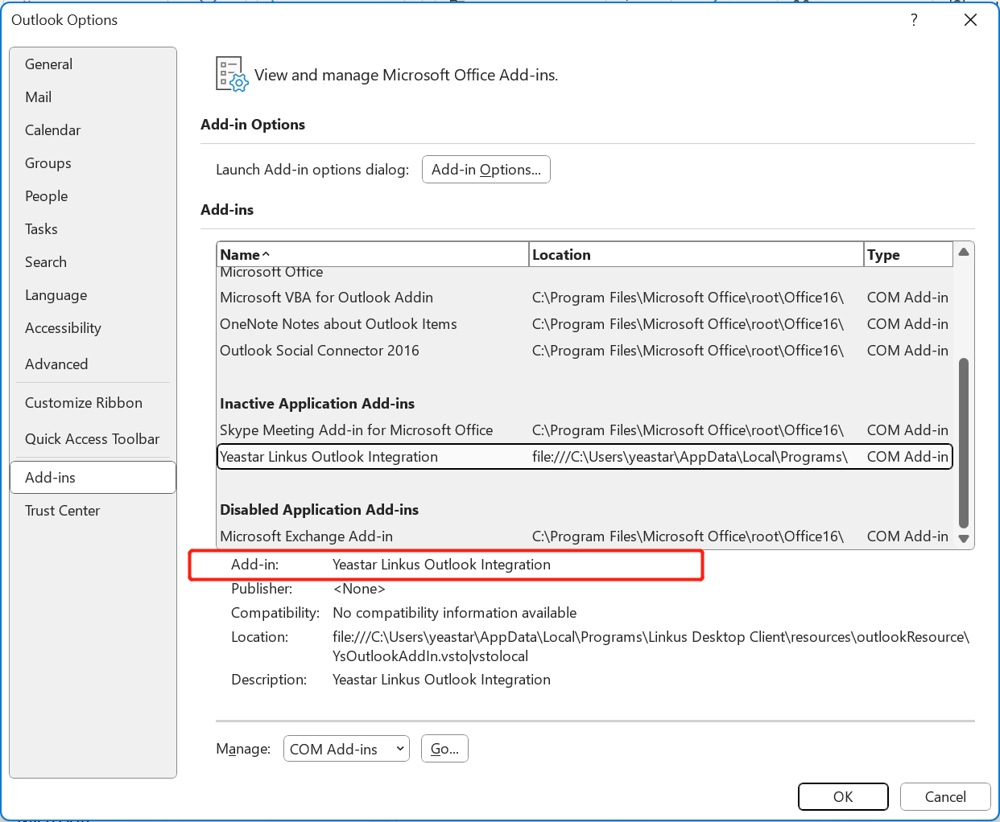 Outlook Options
?
General
Mail
Calendar
Groups
People
Tasks
Search
Language
Accessibility
Advanced
Customize Ribbon
Quick Access Toolbar
Add-ins
Trust Center
View and manage Microsoft Office Add-ins.
Add-in Options
Launch Add-in options dialog: Add-in Options...
Add-ins
Name Location Type
Microsoft Office
Microsoft VBA for Outlook Addin C:\Program Files\Microsoft Office\root\Office16\ COM Add-in
OneNote Notes about Outlook Items C:\Program Files\Microsoft Office\root\Office16\ COM Add-in
Outlook Social Connector 2016 C:\Program Files\Microsoft Office\root\Office16\ COM Add-in
Inactive Application Add-ins
Skype Meeting Add-in for Microsoft Office C:\Program Files\Microsoft Office\root\Office16\ COM Add-in
Yeastar Linkus Outlook Integration file:///C:\Users\yeastar\AppData\Local\Programs\ COM Add-in
Disabled Application Add-ins
Microsoft Exchange Add-in C:\Program Files\Microsoft Office\root\Office16\ COM Add-in
Add-in: Yeastar Linkus Outlook Integration
Publisher: <None>
Compatibility: No compatibility information available
Location: file:///C:\Users\yeastar\AppData\Local\Programs\Linkus Desktop Client\resources\outlookResource\
YsOutlookAddIn.vsto|vstolocal
Description: Yeastar Linkus Outlook Integration
Manage: COM Add-ins Go...
OK Cancel